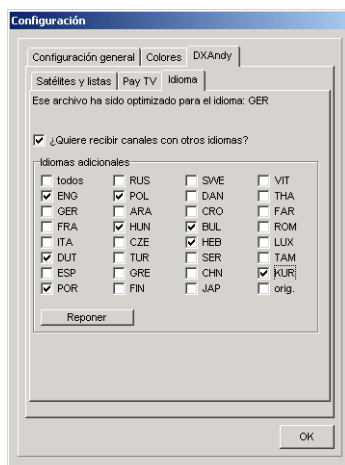 Configuración
Configuración general Colores DXAndy
Satélites y listas Pay TV Idioma
Ese archivo ha sido optimizado para el idioma: GER
¿Quiere recibir canales con otros idiomas?
Idiomas adicionales
todos RUS SWE VIT
ENG POL DAN THA
GER ARA CRO FAR
FRA HUN BUL ROM
ITA CZE HEB LUX
DUT TUR SER TAM
ESP GRE CHN KUR
POR FIN JAP orig.
Reponer
OK